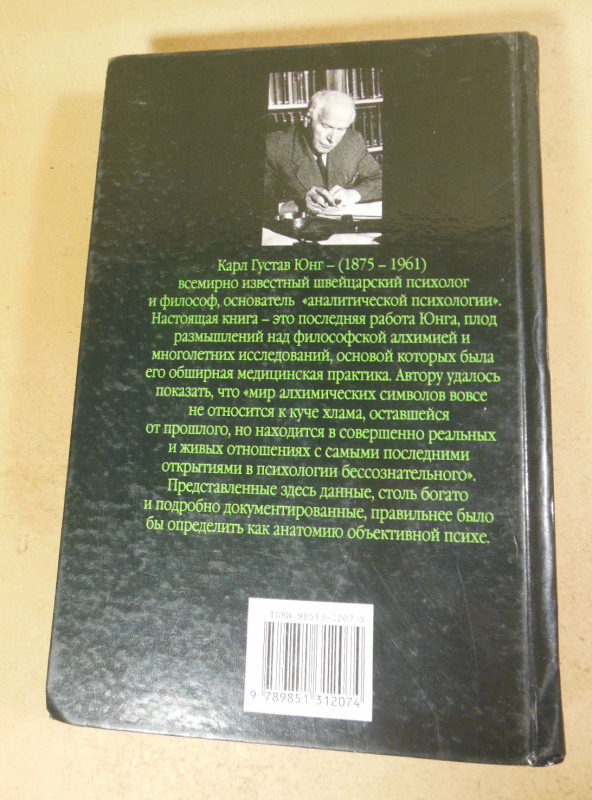 Карл Густав Юнг – (1875 – 1961)
всемирно известный швейцарский психолог
и философ, основатель «аналитической психологии».
Настоящая книга – это последняя работа Юнга, плод
размышлений над философской алхимией и
многолетних исследований, основой которых была
его обширная медицинская практика. Автору удалось
показать, что «мир алхимических символов вовсе
не относится к куче хлама, оставшейся
от прошлого, но находится в совершенно реальных
и живых отношениях с самыми последними
открытиями в психологии бессознательного».
Представленные здесь данные, столь богато
и подробно документированные, правильнее было
бы определить как анатомию объективной психе.
ISBN 98513-1207-X
9 789851 312074